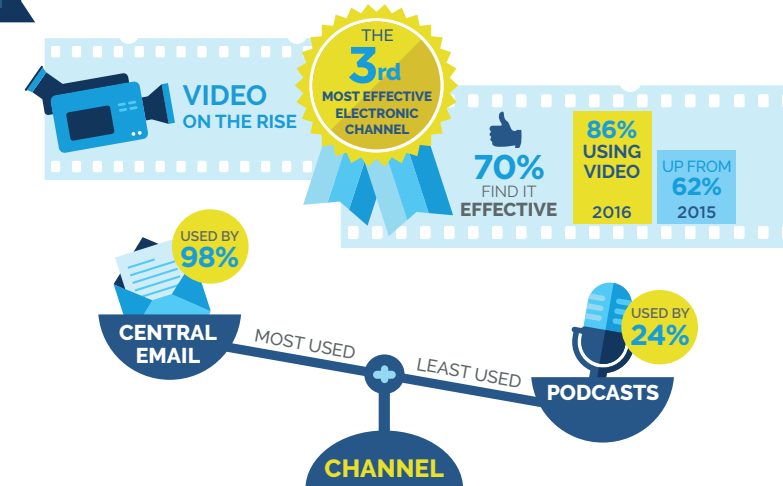 VIDEO
ON THE RISE
THE
3rd
MOST EFFECTIVE
ELECTRONIC
CHANNEL
70%
FIND IT
EFFECTIVE
86%
USING
VIDEO
2016
UP FROM
62%
2015
USED BY
98%
CENTRAL
EMAIL
MOST USED
LEAST USED
USED BY
24%
PODCASTS
CHANNEL